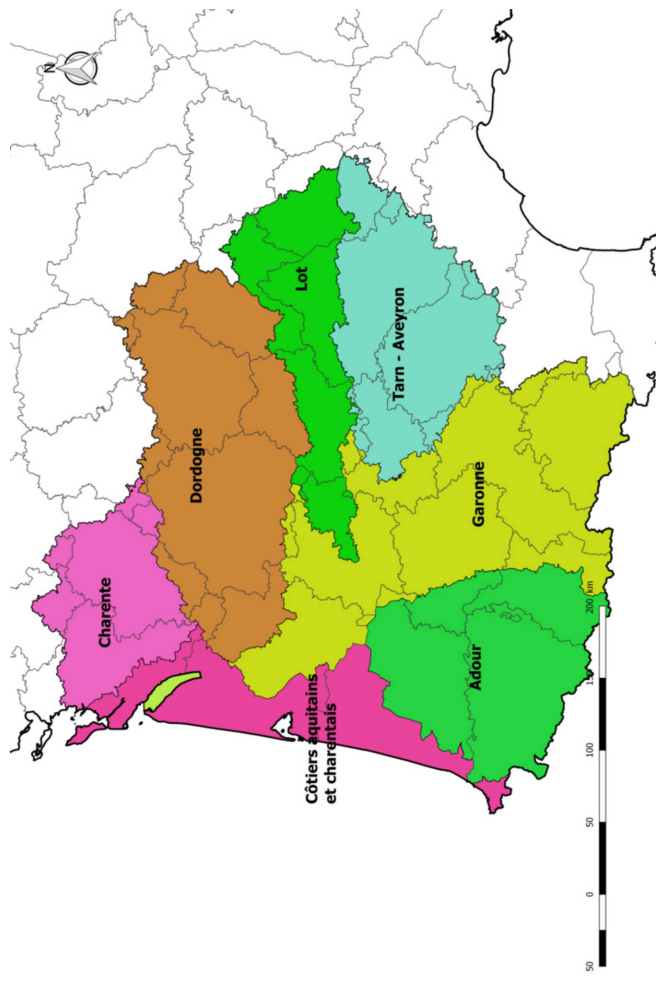 N
Charente
Dordogne
Lot
Côtiers aquitains
et charentais
Garonne
Tarn - Aveyron
Adour
50 0 50 100 150 200 km